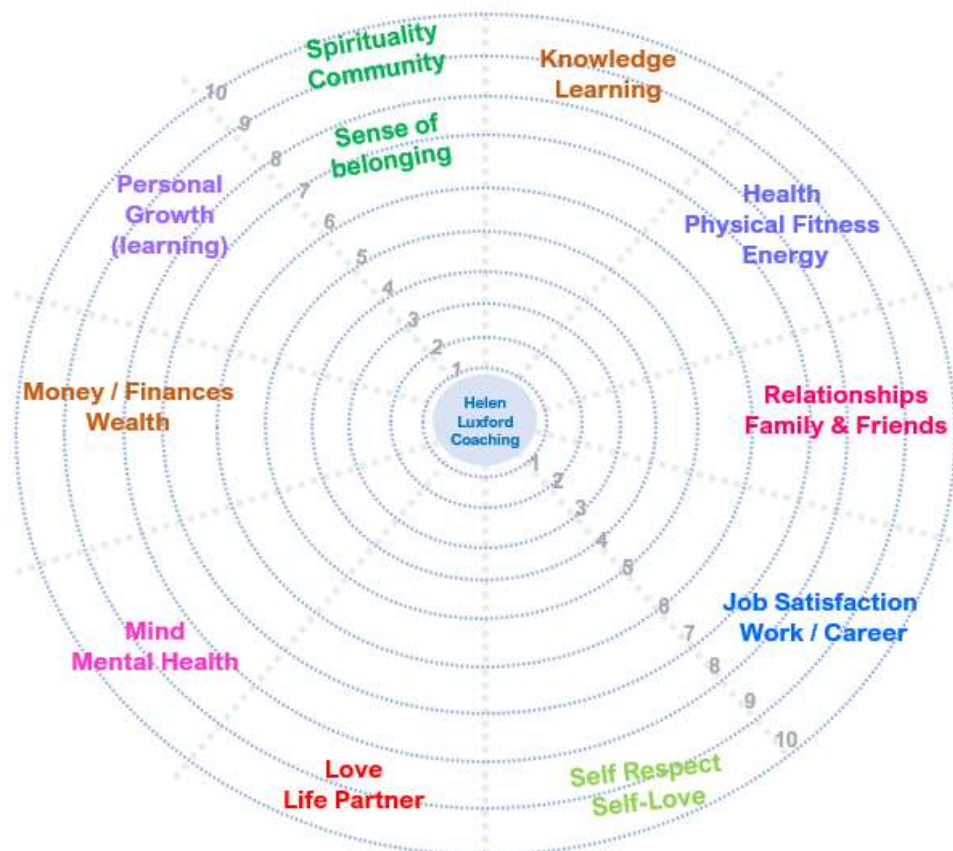 Spirituality
Community
Knowledge
Learning
Sense of
belonging
Personal
Growth
(learning)
Health
Physical Fitness
Energy
10
9
8
7
6
5
4
3
2
1
Money / Finances
Wealth
Helen
Luxford
Coaching
Relationships
Family & Friends
1
2
3
4
5
6
7
8
9
10
Job Satisfaction
Work / Career
Mind
Mental Health
Love
Life Partner
Self Respect
Self-Love